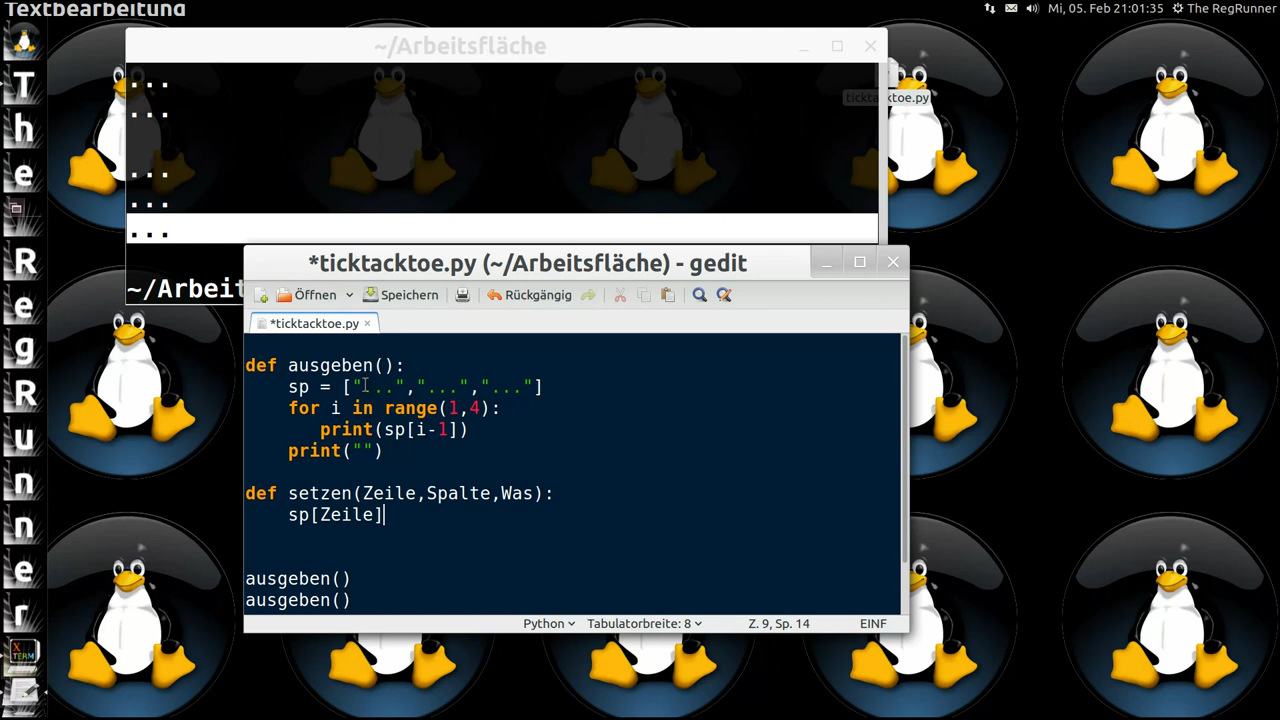 Textbearbeitung
Mi, 05. Feb 21:01:35 The RegRunner
~/Arbeitsfläche
...
...
...
...
...
~/Arbeit
ticktacktoe.py
*ticktacktoe.py (~/Arbeitsfläche) - gedit
Öffnen Speichern Rückgängig
*ticktacktoe.py
def ausgeben():
    sp = ["...","...","..."]
    for i in range(1,4):
       print(sp[i-1])
    print("")
def setzen(Zeile,Spalte,Was):
    sp[Zeile]
ausgeben()
ausgeben()
Python Tabulatorbreite: 8 Z. 9, Sp. 14 EINF
T
h
e
R
e
g
R
u
n
n
e
r
X
TERM